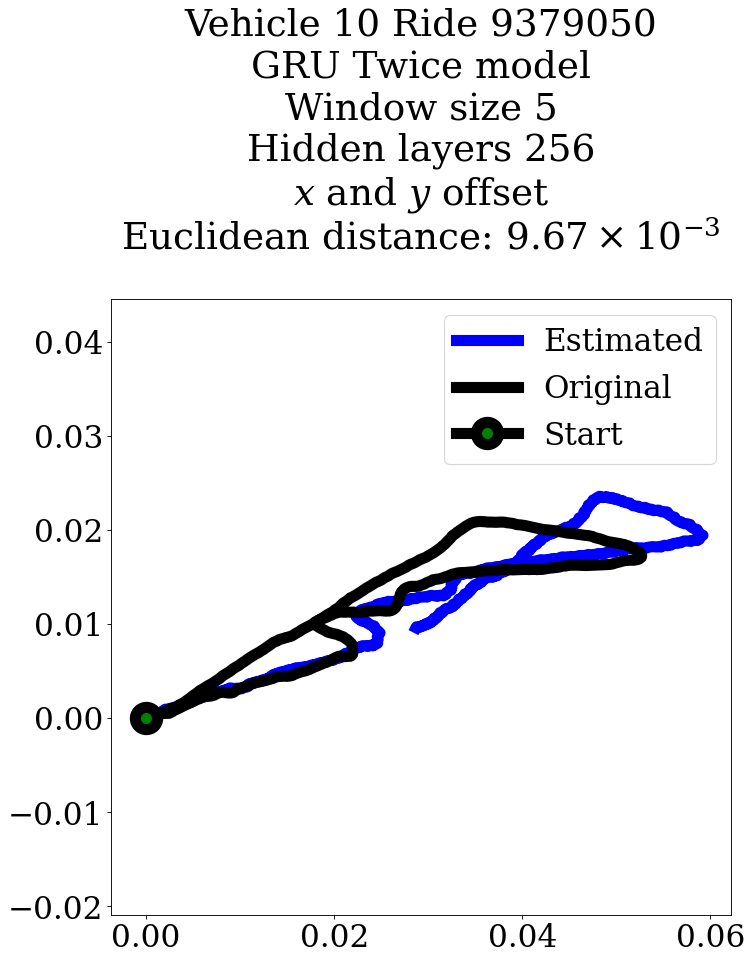 Vehicle 10 Ride 9379050
GRU Twice model
Window size 5
Hidden layers 256
x and y offset
Euclidean distance: 9.67 × 10⁻³
Estimated
Original
Start
0.04
0.03
0.02
0.01
0.00
−0.01
−0.02
0.00 0.02 0.04 0.06